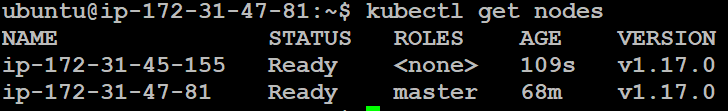 ubuntu@ip-172-31-47-81:~$ kubectl get nodes
NAME STATUS ROLES AGE VERSION
ip-172-31-45-155 Ready <none> 109s v1.17.0
ip-172-31-47-81 Ready master 68m v1.17.0